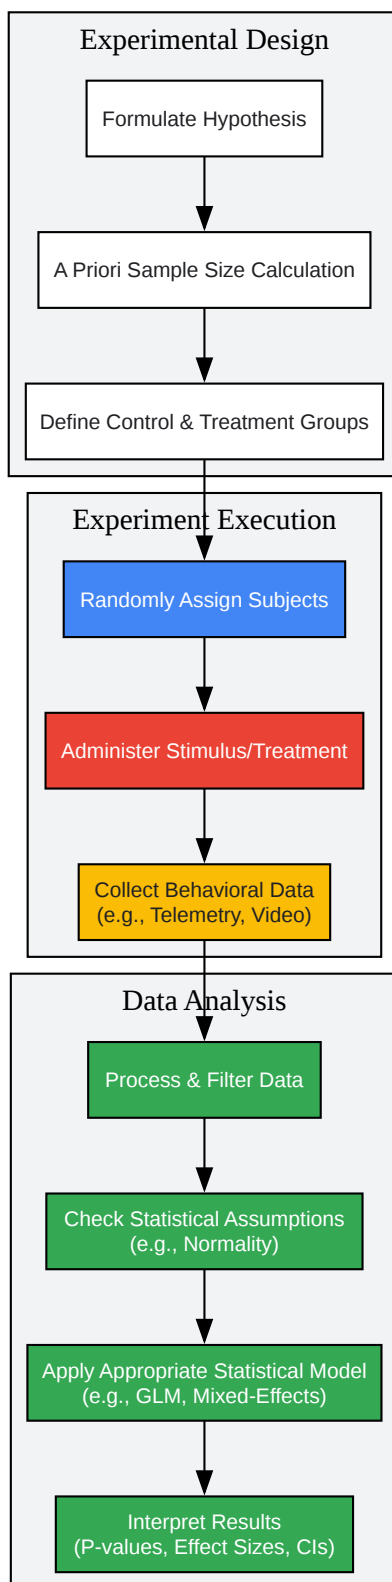 Experimental Design
Formulate Hypothesis
A Priori Sample Size Calculation
Define Control & Treatment Groups
Experiment Execution
Randomly Assign Subjects
Administer Stimulus/Treatment
Collect Behavioral Data
(e.g., Telemetry, Video)
Data Analysis
Process & Filter Data
Check Statistical Assumptions
(e.g., Normality)
Apply Appropriate Statistical Model
(e.g., GLM, Mixed-Effects)
Interpret Results
(P-values, Effect Sizes, CIs)